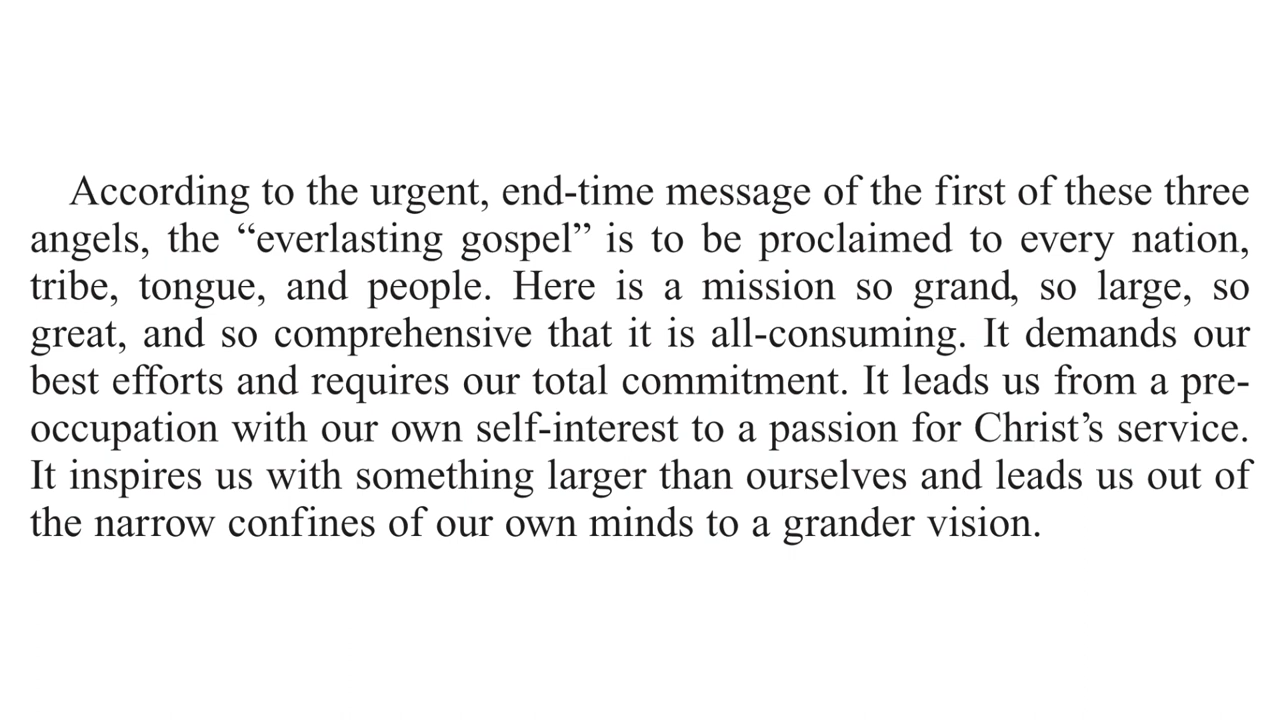 According to the urgent, end-time message of the first of these three
angels, the “everlasting gospel” is to be proclaimed to every nation,
tribe, tongue, and people. Here is a mission so grand, so large, so
great, and so comprehensive that it is all-consuming. It demands our
best efforts and requires our total commitment. It leads us from a pre-
occupation with our own self-interest to a passion for Christ’s service.
It inspires us with something larger than ourselves and leads us out of
the narrow confines of our own minds to a grander vision.